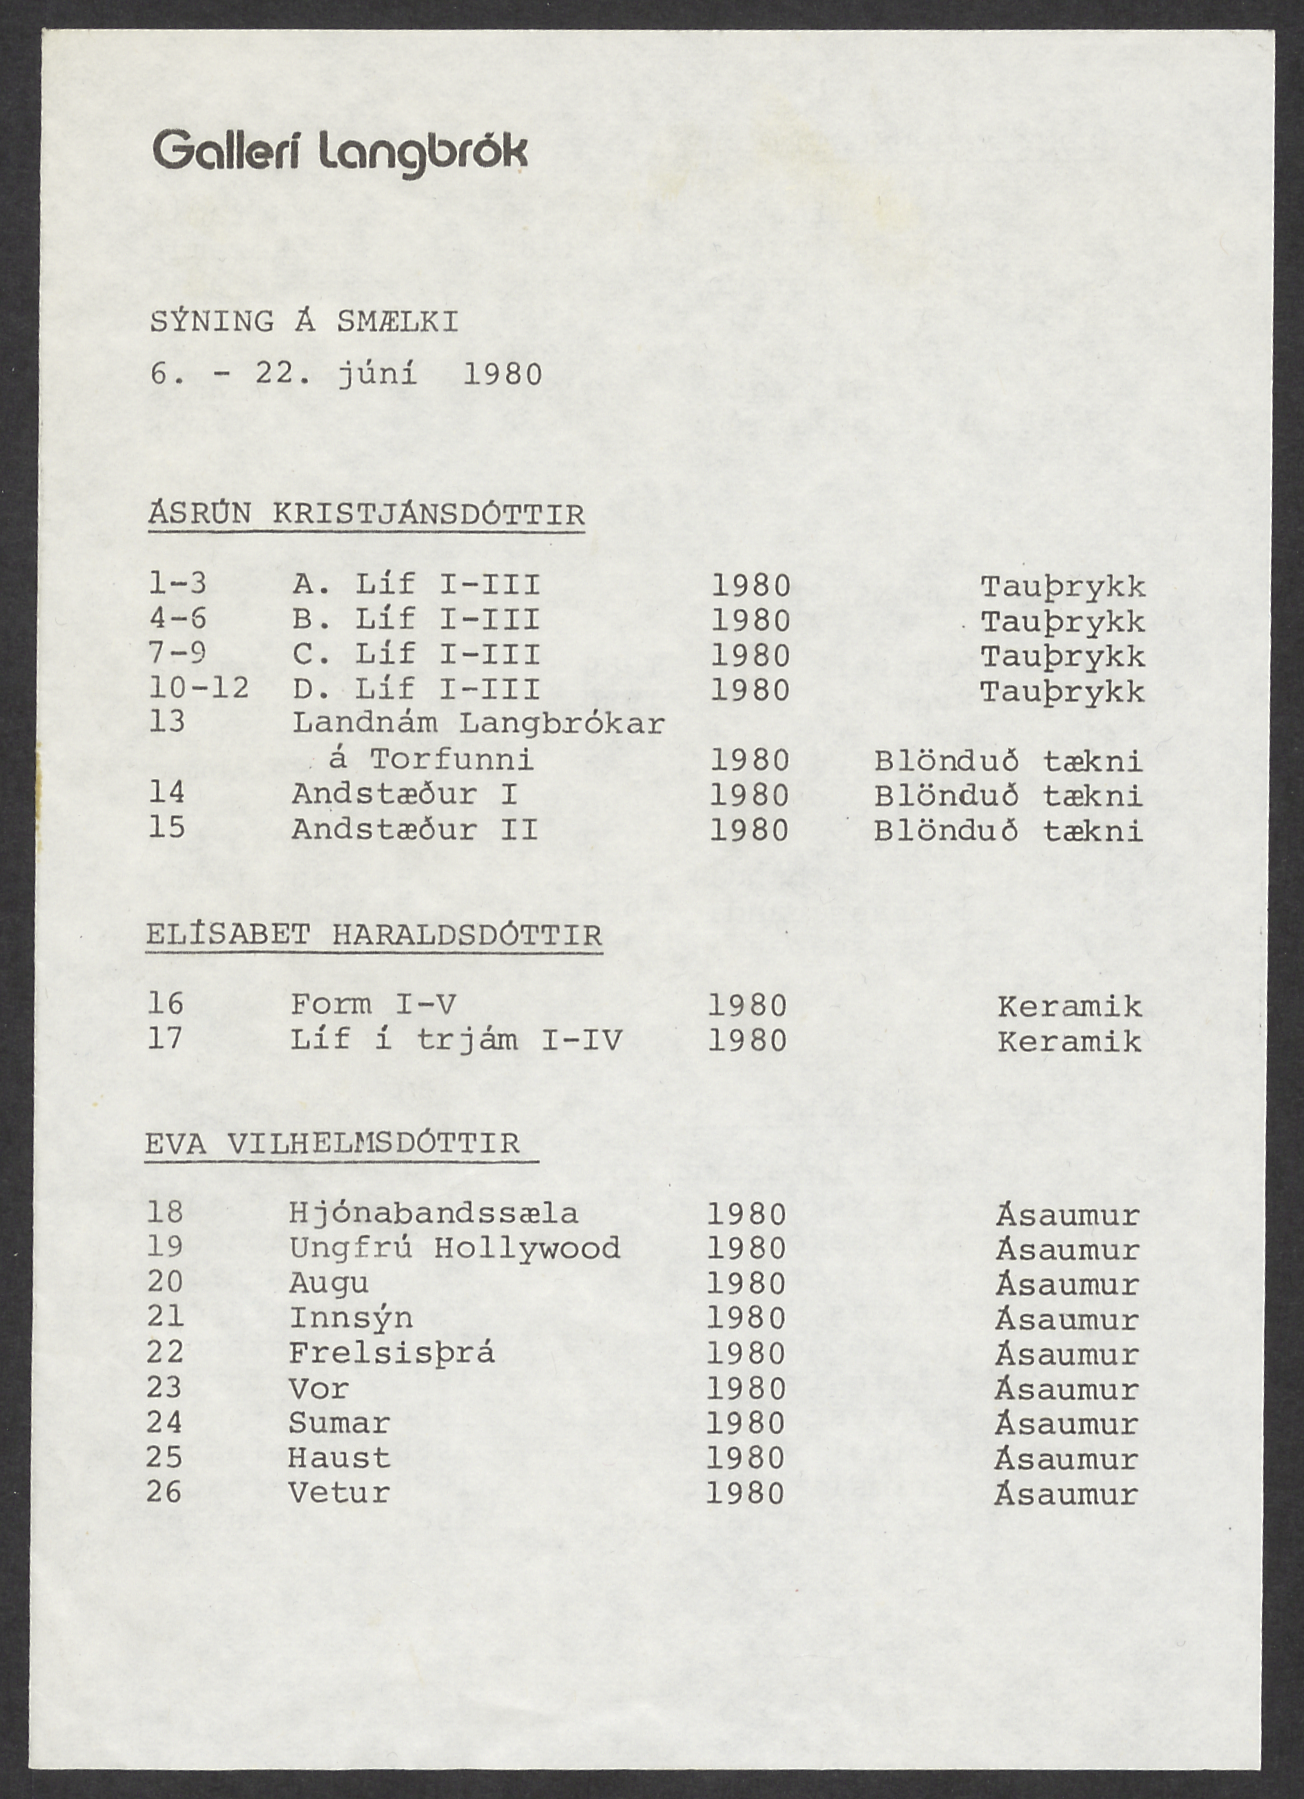 Gallerí Langbrók
SÝNING Á SMÆLKI
6. - 22. júní 1980
ÁSRÚN KRISTJÁNSDÓTTIR
1-3 A. Líf I-III 1980 Tauþrykk
4-6 B. Líf I-III 1980 Tauþrykk
7-9 C. Líf I-III 1980 Tauþrykk
10-12 D. Líf I-III 1980 Tauþrykk
13 Landnám Langbrókar
á Torfunni 1980 Blönduð tækni
14 Andstæður I 1980 Blönduð tækni
15 Andstæður II 1980 Blönduð tækni
ELÍSABET HARALDSDÓTTIR
16 Form I-V 1980 Keramik
17 Líf í trjám I-IV 1980 Keramik
EVA VILHELMSDÓTTIR
18 Hjónabandssæla 1980 Ásaumur
19 Ungfrú Hollywood 1980 Ásaumur
20 Augu 1980 Ásaumur
21 Innsýn 1980 Ásaumur
22 Frelsisþrá 1980 Ásaumur
23 Vor 1980 Ásaumur
24 Sumar 1980 Ásaumur
25 Haust 1980 Ásaumur
26 Vetur 1980 Ásaumur